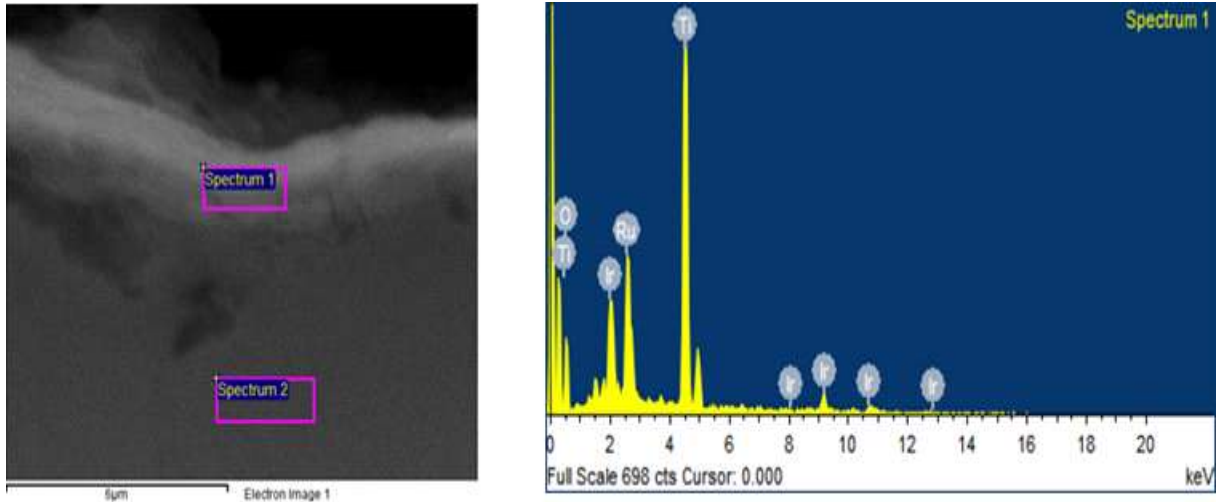 Spectrum 1
Spectrum 2
6µm
Electron Image 1
Spectrum 1
Ti
O
Ti
Ru
Ir
Ir
Ir
Ir
Ir
0 2 4 6 8 10 12 14 16 18 20
Full Scale 698 cts Cursor: 0.000
keV